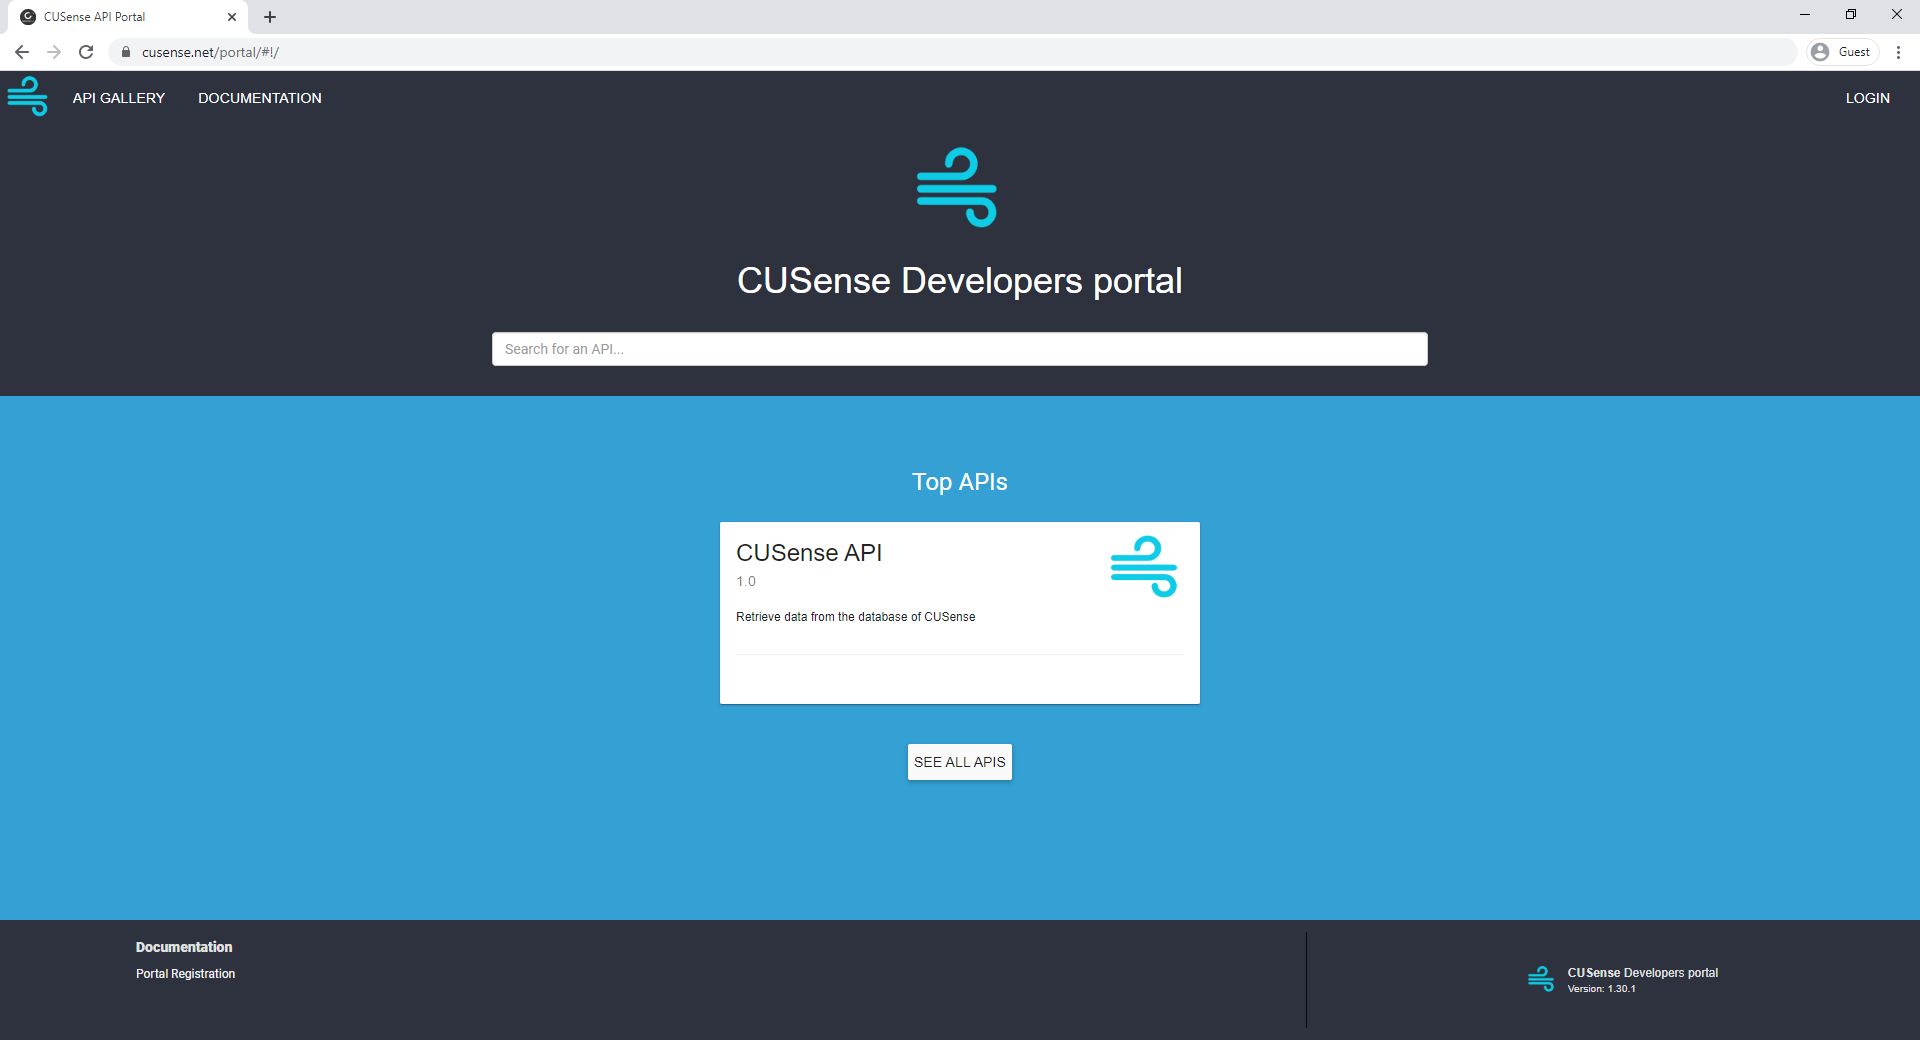 CUSense API Portal
cusense.net/portal/#!/
Guest
API GALLERY
DOCUMENTATION
LOGIN
CUSense Developers portal
Search for an API...
Top APIs
CUSense API
1.0
Retrieve data from the database of CUSense
SEE ALL APIS
Documentation
Portal Registration
CUSense Developers portal
Version: 1.30.1